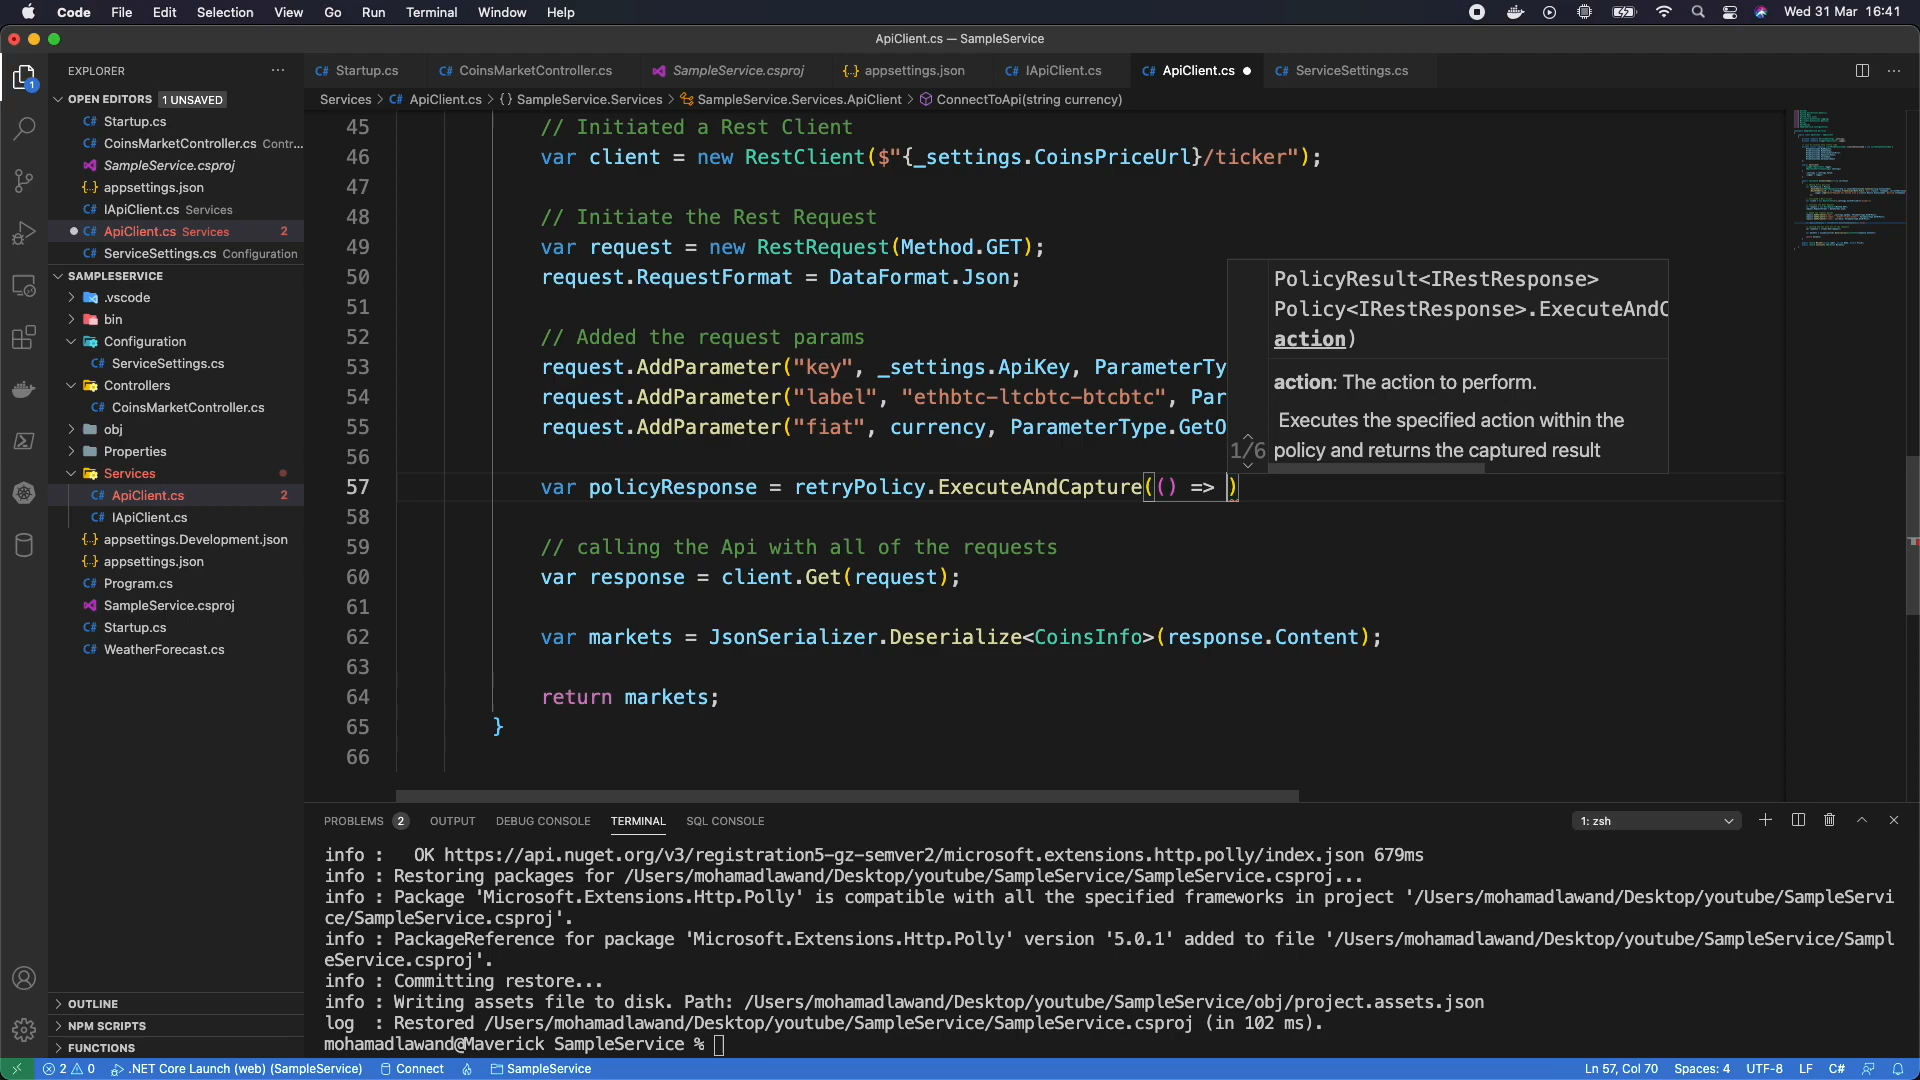 Code File Edit Selection View Go Run Terminal Window Help Wed 31 Mar 16:41
ApiClient.cs — SampleService
EXPLORER
Startup.cs CoinsMarketController.cs SampleService.csproj appsettings.json IApiClient.cs ApiClient.cs ServiceSettings.cs
Services > ApiClient.cs > {} SampleService.Services > SampleService.Services.ApiClient > ConnectToApi(string currency)
OPEN EDITORS 1 UNSAVED
C# Startup.cs
C# CoinsMarketController.cs Contr...
SampleService.csproj
{..} appsettings.json
C# IApiClient.cs Services
C# ApiClient.cs Services 2
C# ServiceSettings.cs Configuration
SAMPLESERVICE
.vscode
bin
Configuration
C# ServiceSettings.cs
Controllers
C# CoinsMarketController.cs
obj
Properties
Services
C# ApiClient.cs 2
C# IApiClient.cs
{..} appsettings.Development.json
{..} appsettings.json
C# Program.cs
SampleService.csproj
C# Startup.cs
C# WeatherForecast.cs
OUTLINE
NPM SCRIPTS
FUNCTIONS
45 // Initiated a Rest Client
46 var client = new RestClient($"{_settings.CoinsPriceUrl}/ticker");
47
48 // Initiate the Rest Request
49 var request = new RestRequest(Method.GET);
50 request.RequestFormat = DataFormat.Json;
51
52 // Added the request params
53 request.AddParameter("key", _settings.ApiKey, ParameterTy
54 request.AddParameter("label", "ethbtc-ltcbtc-btcbtc", Par
55 request.AddParameter("fiat", currency, ParameterType.GetO
56
57 var policyResponse = retryPolicy.ExecuteAndCapture(() => )
58
59 // calling the Api with all of the requests
60 var response = client.Get(request);
61
62 var markets = JsonSerializer.Deserialize<CoinsInfo>(response.Content);
63
64 return markets;
65 }
66
PolicyResult<IRestResponse>
Policy<IRestResponse>.ExecuteAndC
action)
action: The action to perform.
Executes the specified action within the
1/6 policy and returns the captured result
PROBLEMS 2 OUTPUT DEBUG CONSOLE TERMINAL SQL CONSOLE 1: zsh
info : OK https://api.nuget.org/v3/registration5-gz-semver2/microsoft.extensions.http.polly/index.json 679ms
info : Restoring packages for /Users/mohamadlawand/Desktop/youtube/SampleService/SampleService.csproj...
info : Package 'Microsoft.Extensions.Http.Polly' is compatible with all the specified frameworks in project '/Users/mohamadlawand/Desktop/youtube/SampleServi
ce/SampleService.csproj'.
info : PackageReference for package 'Microsoft.Extensions.Http.Polly' version '5.0.1' added to file '/Users/mohamadlawand/Desktop/youtube/SampleService/Sampl
eService.csproj'.
info : Committing restore...
info : Writing assets file to disk. Path: /Users/mohamadlawand/Desktop/youtube/SampleService/obj/project.assets.json
log : Restored /Users/mohamadlawand/Desktop/youtube/SampleService/SampleService.csproj (in 102 ms).
mohamadlawand@Maverick SampleService %
2 0 .NET Core Launch (web) (SampleService) Connect SampleService Ln 57, Col 70 Spaces: 4 UTF-8 LF C#